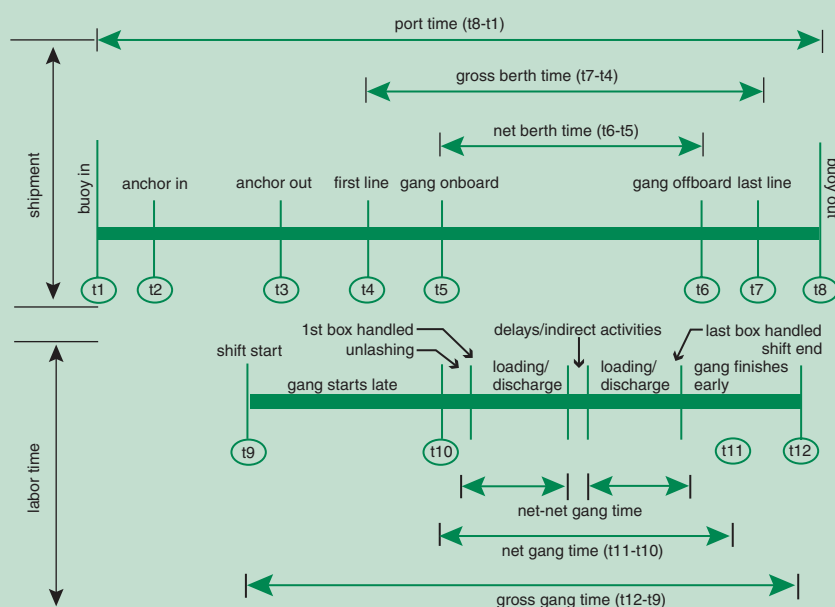 port time (t8-t1)
gross berth time (t7-t4)
net berth time (t6-t5)
shipment
buoy in
anchor in
anchor out
first line
gang onboard
gang offboard
last line
buoy out
t1
t2
t3
t4
t5
t6
t7
t8
labor time
1st box handled
unlashing
delays/indirect activities
last box handled
shift start
shift end
gang starts late
loading/
discharge
loading/
discharge
gang finishes
early
t9
t10
t11
t12
net-net gang time
net gang time (t11-t10)
gross gang time (t12-t9)